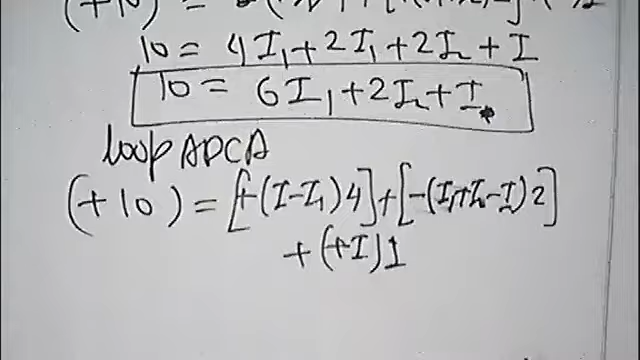 10 = 4I₁+2I₁+2I₂+I
10 = 6I₁+2I₂+I.
loop ADCA
(+10) = [+(I-I₁)4]+[-(I₁+I₂-I)2]
+(+I)1